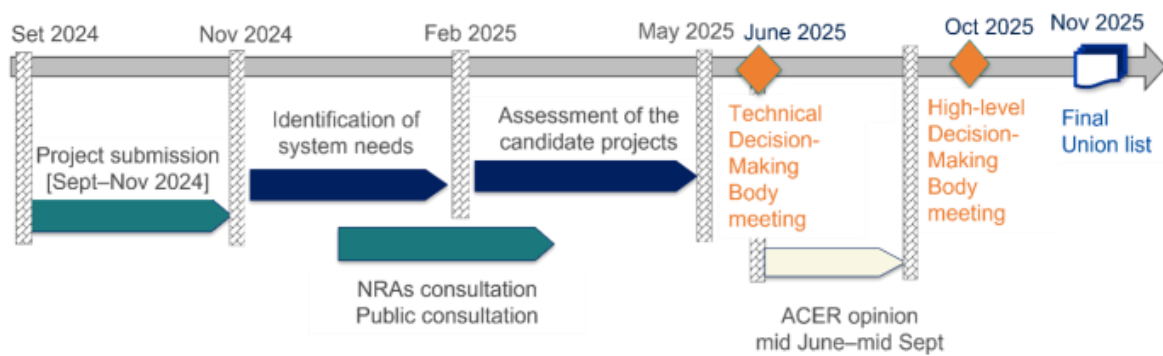 Set 2024
Nov 2024
Feb 2025
May 2025
June 2025
Oct 2025
Nov 2025
Project submission
[Sept–Nov 2024]
Identification of
system needs
Assessment of the
candidate projects
Technical
Decision-
Making
Body
meeting
High-level
Decision-
Making
Body
meeting
Final
Union list
NRAs consultation
Public consultation
ACER opinion
mid June–mid Sept